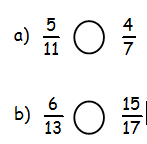 a) 5/11 ◯ 4/7
b) 6/13 ◯ 15/17